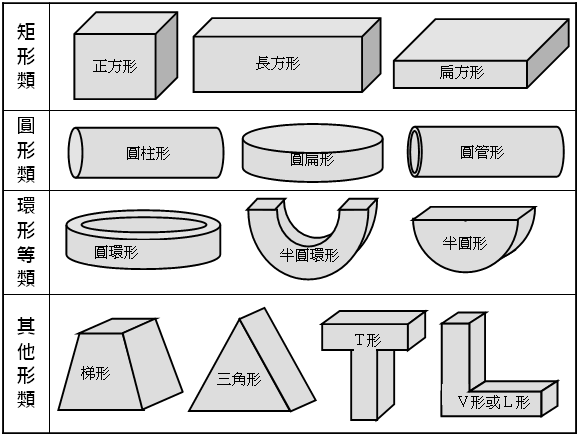 矩形類
正方形
長方形
扁方形
圓形類
圓柱形
圓扁形
圓管形
環形等類
圓環形
半圓環形
半圓形
其他形類
梯形
三角形
T形
V形或L形